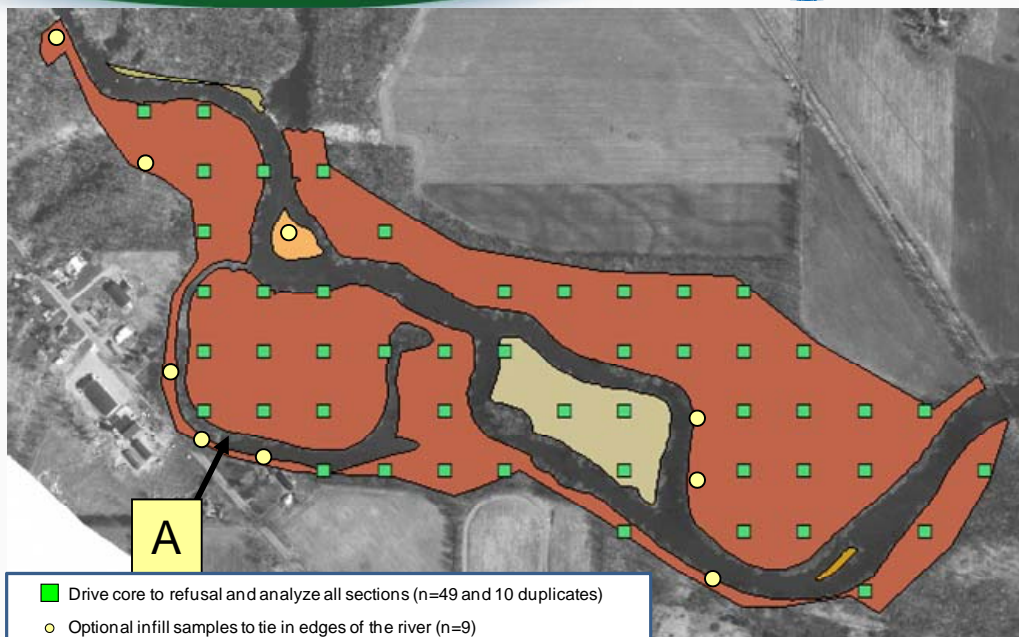 A
Drive core to refusal and analyze all sections (n=49 and 10 duplicates)
Optional infill samples to tie in edges of the river (n=9)